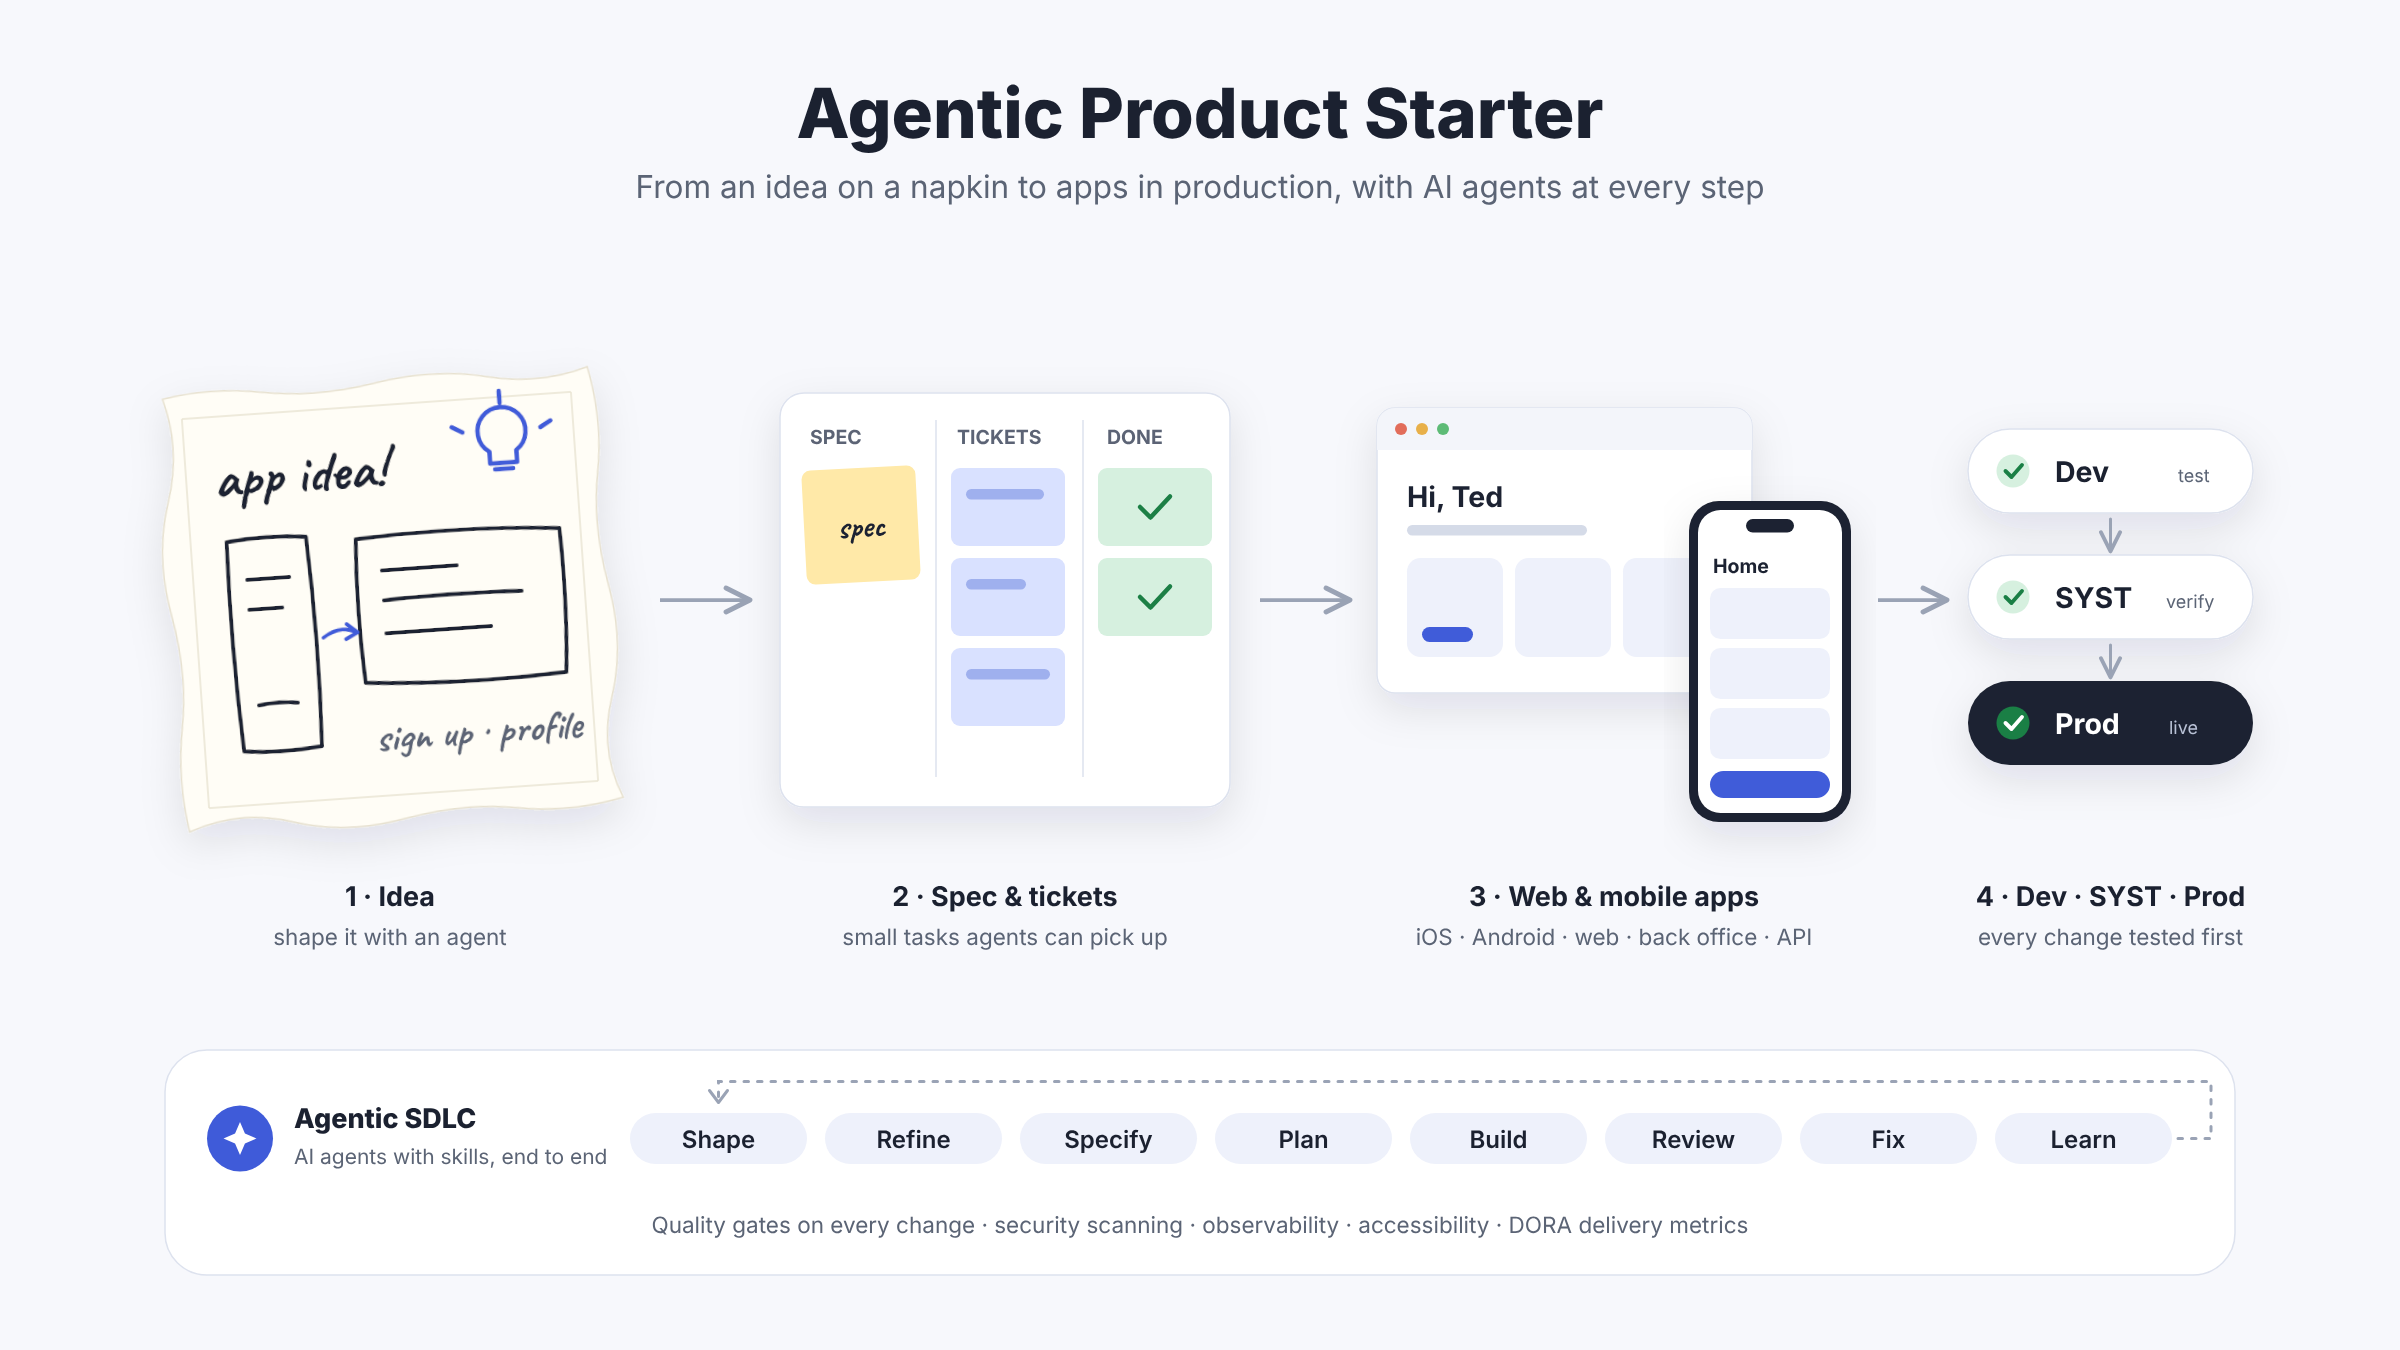 Agentic Product Starter
From an idea on a napkin to apps in production, with AI agents at every step
app idea!
sign up · profile
SPEC
TICKETS
DONE
spec
Hi, Ted
Home
Dev
test
SYST
verify
Prod
live
1 · Idea
shape it with an agent
2 · Spec & tickets
small tasks agents can pick up
3 · Web & mobile apps
iOS · Android · web · back office · API
4 · Dev · SYST · Prod
every change tested first
Agentic SDLC
AI agents with skills, end to end
Shape
Refine
Specify
Plan
Build
Review
Fix
Learn
Quality gates on every change · security scanning · observability · accessibility · DORA delivery metrics